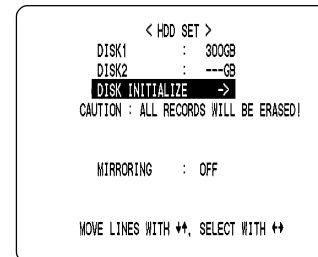 < HDD SET >
DISK1 : 300GB
DISK2 : ---GB
DISK INITIALIZE ->
CAUTION : ALL RECORDS WILL BE ERASED!
MIRRORING : OFF
MOVE LINES WITH ↓↑, SELECT WITH ←→